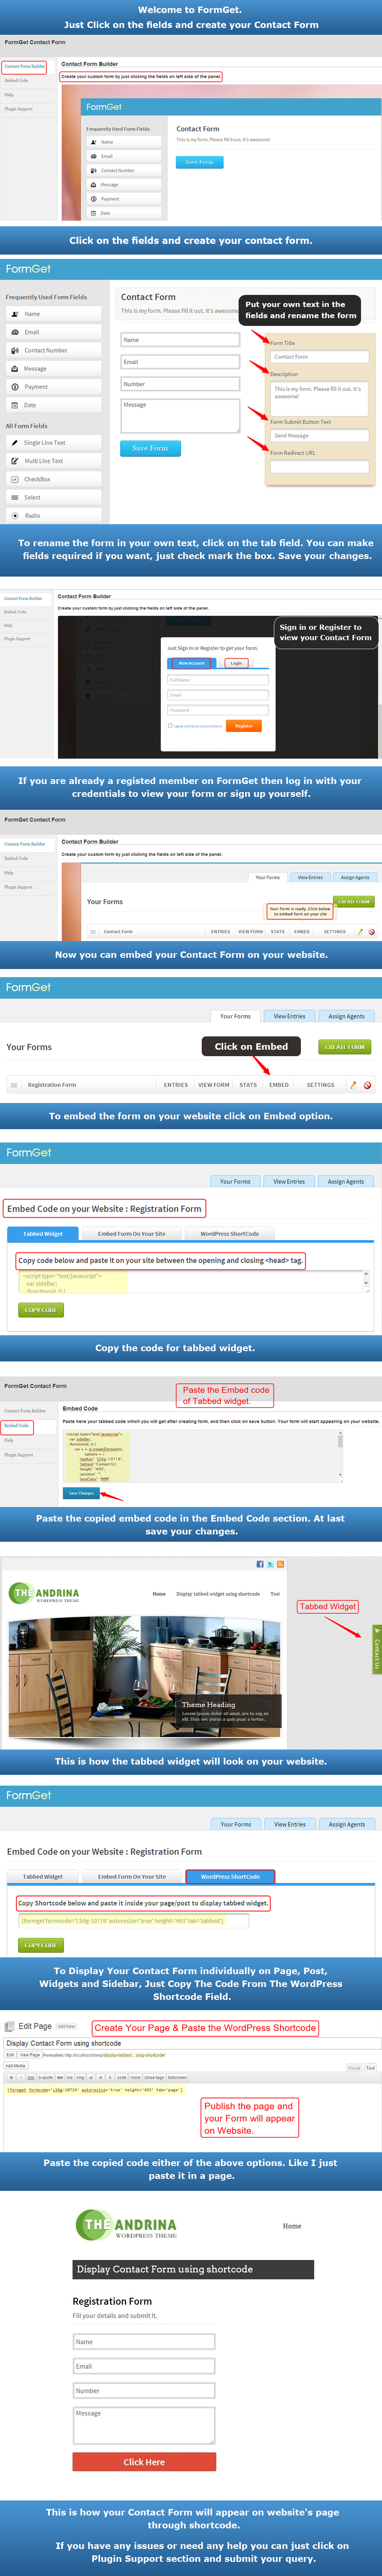 Welcome to FormGet.
Just Click on the fields and create your Contact Form
FormGet Contact Form
Contact Form Builder
Embed Code
Help
Plugin Support
Contact Form Builder
Create your custom form by just clicking the fields on left side of the panel.
FormGet
Frequently Used Form Fields
Name
Email
Contact Number
Message
Payment
Date
Contact Form
This is my form. Please fill it out. It's awesome!
Save Form
Click on the fields and create your contact form.
FormGet
Frequently Used Form Fields
Name
Email
Contact Number
Message
Payment
Date
All Form Fields
Single Line Text
Multi Line Text
CheckBox
Select
Radio
Contact Form
This is my form. Please fill it out. It's awesome
Name
Email
Number
Message
Save Form
Put your own text in the
fields and rename the form
Form Title
Contact Form
Description
This is my form. Please fill it out. It's
awesome!
Form Submit Button Text
Send Message
Form Redirect URL
To rename the form in your own text, click on the tab field. You can make
fields required if you want, just check mark the box. Save your changes.
Contact Form Builder
Embed Code
Help
Plugin Support
Contact Form Builder
Create your custom form by just clicking the fields on left side of the panel.
Just Sign In or Register to get your form.
New Account
Login
Full Name
Email
Password
Register
Sign in or Register to
view your Contact Form
If you are already a registed member on FormGet then log in with your
credentials to view your form or sign up yourself.
FormGet Contact Form
Contact Form Builder
Embed Code
Help
Plugin Support
Contact Form Builder
Create your custom form by just clicking the fields on left side of the panel.
Your Forms
View Entries
Assign Agents
Your Forms
CREATE FORM
Your Form is ready. Click below
to embed form on your site
Contact Form
ENTRIES
VIEW FORM
STATS
EMBED
SETTINGS
Now you can embed your Contact Form on your website.
FormGet
Your Forms
View Entries
Assign Agents
Your Forms
Click on Embed
CREATE FORM
Registration Form
ENTRIES
VIEW FORM
STATS
EMBED
SETTINGS
To embed the form on your website click on Embed option.
FormGet
Your Forms
View Entries
Assign Agents
Embed Code on your Website : Registration Form
Tabbed Widget
Embed Form On Your Site
WordPress ShortCode
Copy code below and paste it on your site between the opening and closing <head> tag.
<script type="text/javascript">
var sideBar;
COPY CODE
Copy the code for tabbed widget.
FormGet Contact Form
Contact Form Builder
Embed Code
Help
Plugin Support
Paste the Embed code
of Tabbed widget.
Embed Code
Paste here your tabbed code which you will get after creating form, and then click on save button. Your form will start appearing on your website.
<script type="text/javascript">
var sideBar;
Save Changes
Paste the copied embed code in the Embed Code section. At last
save your changes.
THE ANDRINA
WORDPRESS THEME
Home
Display tabbed widget using shortcode
Test
Tabbed Widget
Contact Us
Theme Heading
This is how the tabbed widget will look on your website.
FormGet
Your Forms
View Entries
Assign Agents
Embed Code on your Website : Registration Form
Tabbed Widget
Embed Form On Your Site
WordPress ShortCode
Copy Shortcode below and paste it inside your page/post to display tabbed widget.
[formget formcode='L54g-10719' autoresize='true' height='493' tab='tabbed']
COPY CODE
To Display Your Contact Form individually on Page, Post,
Widgets and Sidebar, Just Copy The Code From The WordPress
Shortcode Field.
Edit Page
Add New
Create Your Page & Paste the WordPress Shortcode
Display Contact Form using shortcode
Edit
View Page
Add Media
Visual
Text
b
i
link
b-quote
del
ins
img
ul
ol
li
code
more
close tags
fullscreen
[formget formcode='L54g-10719' autoresize='true' height='493' tab='page']
Publish the page and
your Form will appear
on Website.
Paste the copied code either of the above options. Like I just
paste it in a page.
THE ANDRINA
WORDPRESS THEME
Home
Display Contact Form using shortcode
Registration Form
Fill your details and submit it.
Name
Email
Number
Message
Click Here
This is how your Contact Form will appear on website's page
through shortcode.
If you have any issues or need any help you can just click on
Plugin Support section and submit your query.